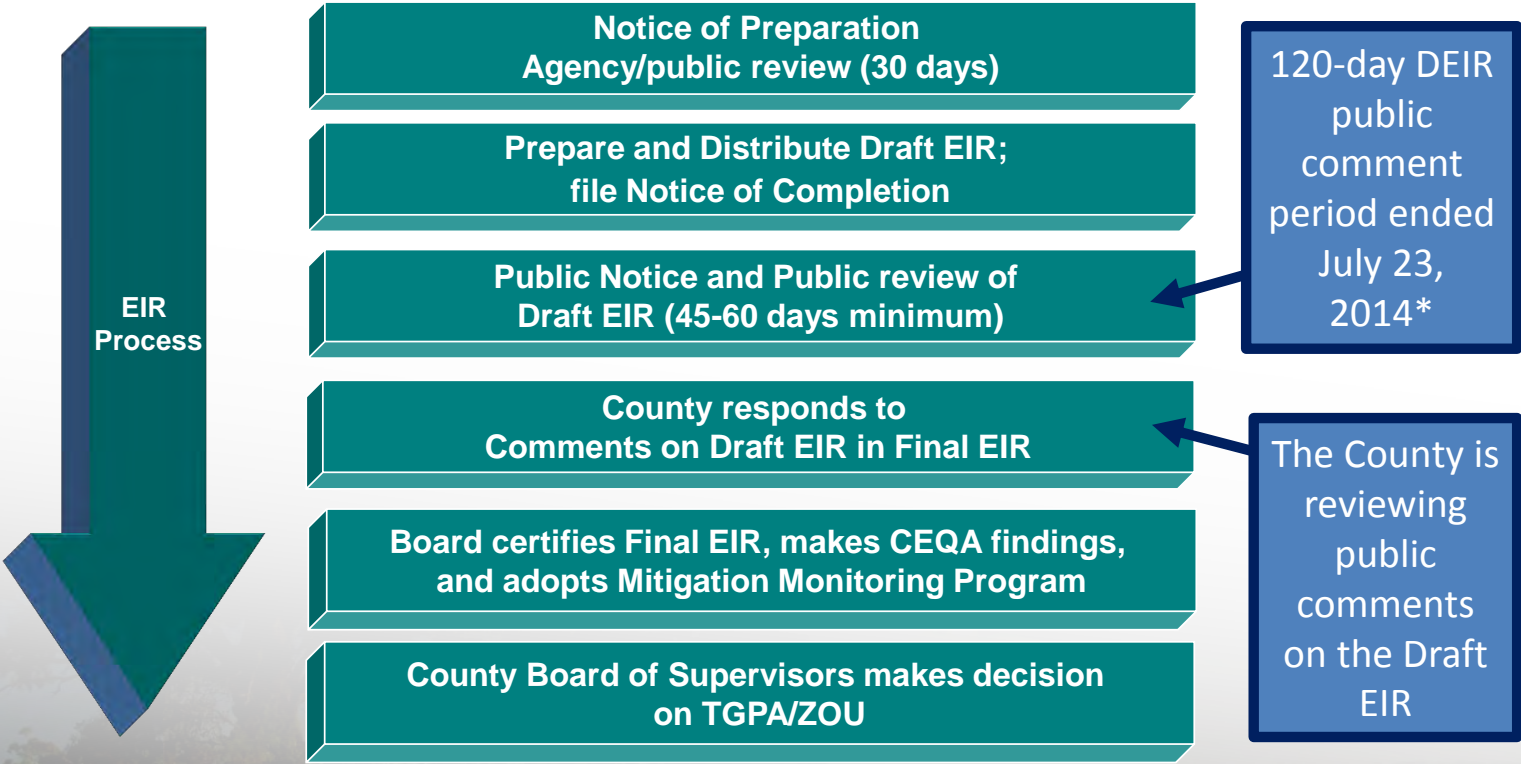 EIR
Process
Notice of Preparation
Agency/public review (30 days)
Prepare and Distribute Draft EIR;
file Notice of Completion
Public Notice and Public review of
Draft EIR (45-60 days minimum)
County responds to
Comments on Draft EIR in Final EIR
Board certifies Final EIR, makes CEQA findings,
and adopts Mitigation Monitoring Program
County Board of Supervisors makes decision
on TGPA/ZOU
120-day DEIR
public
comment
period ended
July 23,
2014*
The County is
reviewing
public
comments
on the Draft
EIR